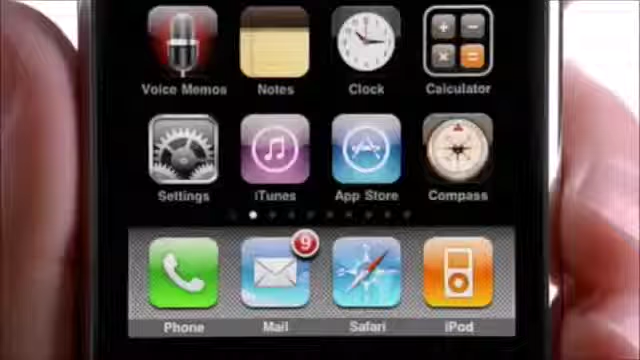 Voice Memos Notes Clock Calculator
Settings iTunes App Store Compass
9
Phone Mail Safari iPod